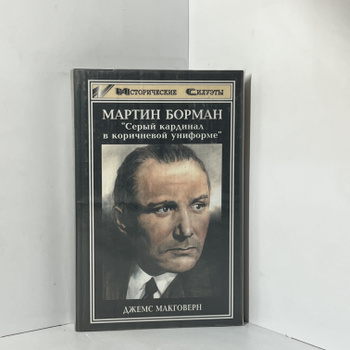 Исторические Силуэты
МАРТИН БОРМАН
"Серый кардинал
в коричневой униформе"
ДЖЕМС МАКГОВЕРН